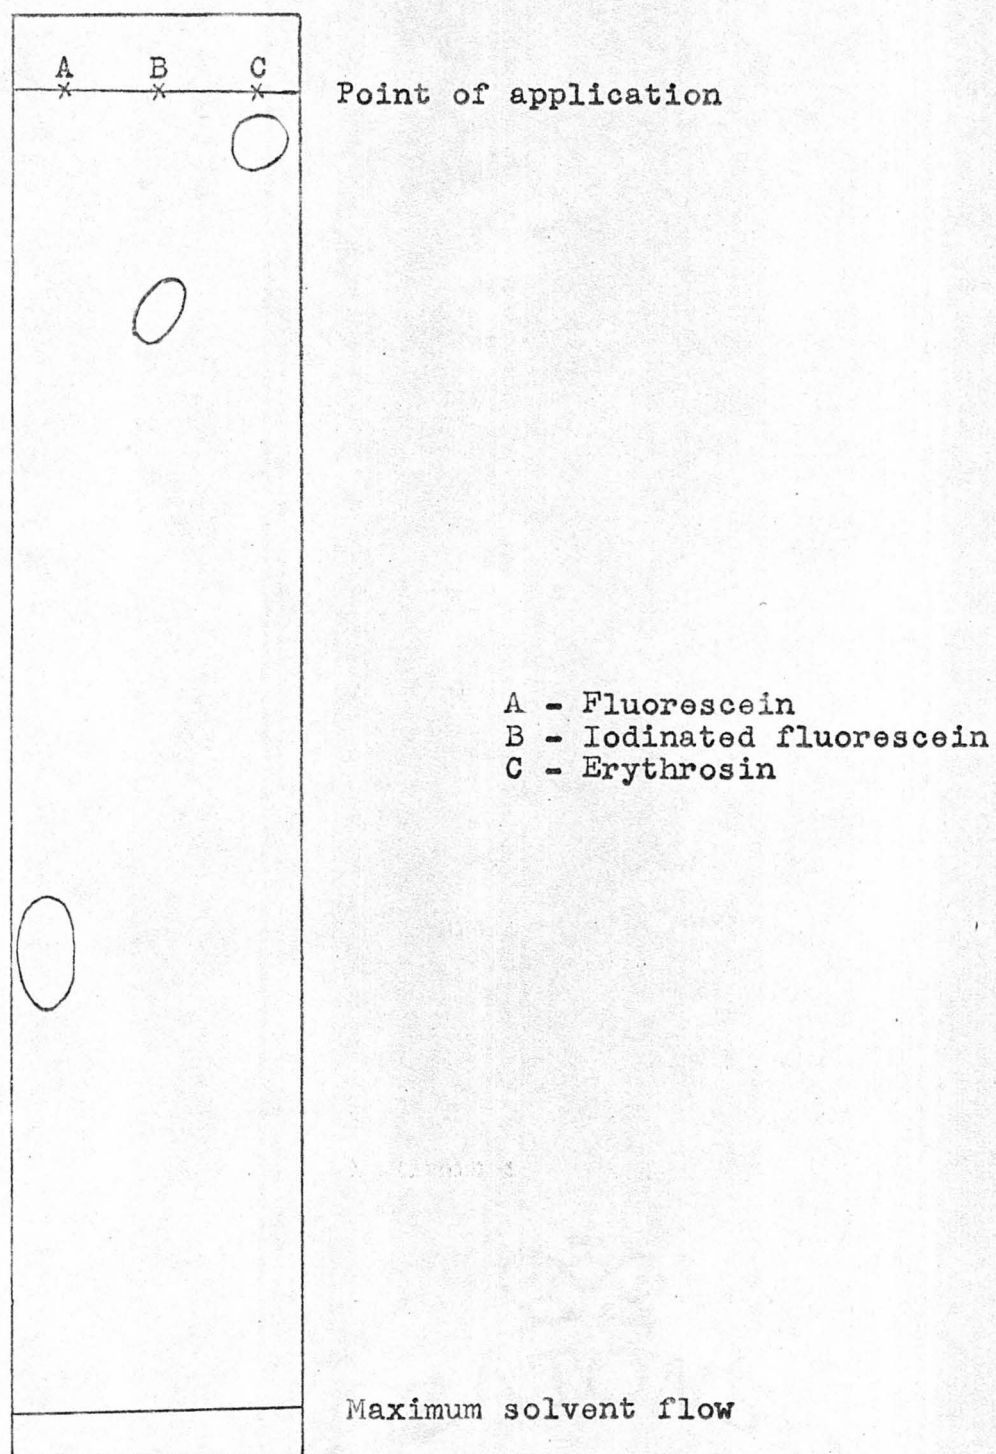 A B C
Point of application
A - Fluorescein
B - Iodinated fluorescein
C - Erythrosin
Maximum solvent flow